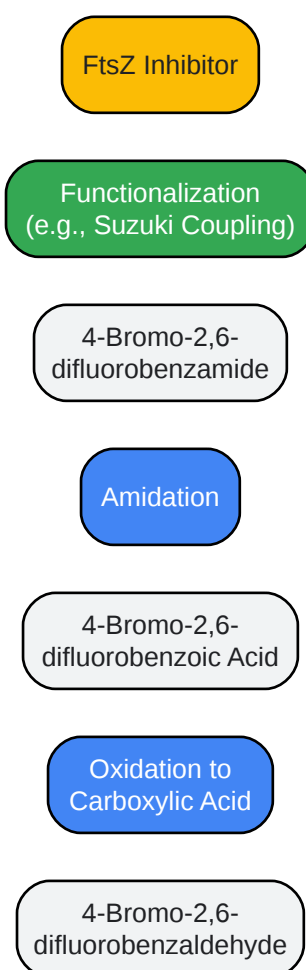 FtsZ Inhibitor
Functionalization
(e.g., Suzuki Coupling)
4-Bromo-2,6-
difluorobenzamide
Amidation
4-Bromo-2,6-
difluorobenzoic Acid
Oxidation to
Carboxylic Acid
4-Bromo-2,6-
difluorobenzaldehyde